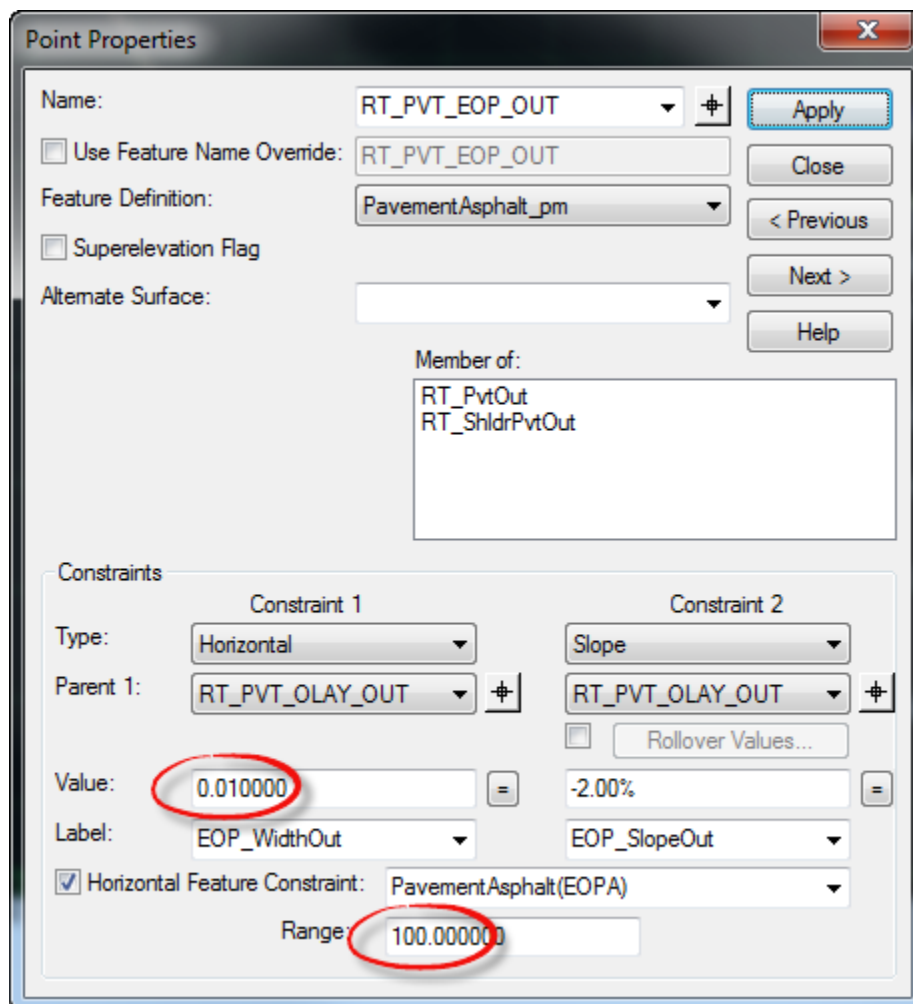 Point Properties
Name: RT_PVT_EOP_OUT Apply
Use Feature Name Override: RT_PVT_EOP_OUT Close
Feature Definition: PavementAsphalt_pm < Previous
Superelevation Flag
Next >
Alternate Surface:
Help
Member of:
RT_PvtOut
RT_ShldrPvtOut
Constraints
Constraint 1 Constraint 2
Type: Horizontal Slope
Parent 1: RT_PVT_OLAY_OUT RT_PVT_OLAY_OUT
Rollover Values...
Value: 0.010000 = -2.00% =
Label: EOP_WidthOut EOP_SlopeOut
Horizontal Feature Constraint: PavementAsphalt(EOPA)
Range: 100.000000